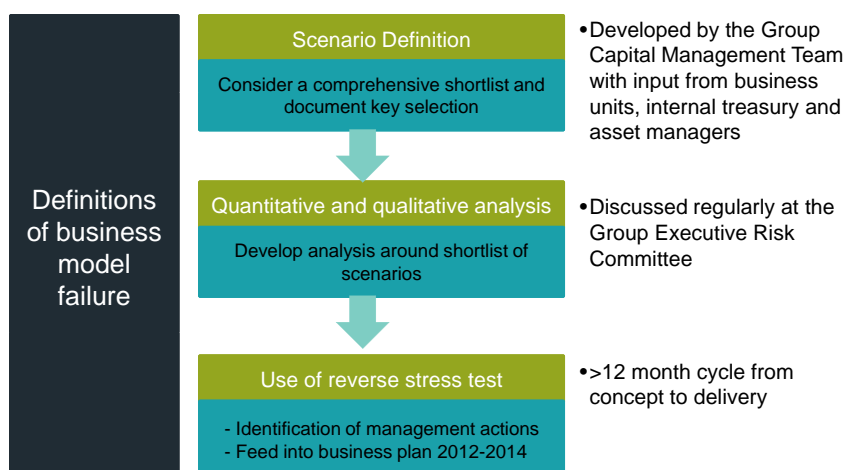 Definitions
of business
model
failure
Scenario Definition
Consider a comprehensive shortlist and
document key selection
•Developed by the Group
Capital Management Team
with input from business
units, internal treasury and
asset managers
Quantitative and qualitative analysis
Develop analysis around shortlist of
scenarios
•Discussed regularly at the
Group Executive Risk
Committee
Use of reverse stress test
- Identification of management actions
- Feed into business plan 2012-2014
•>12 month cycle from
concept to delivery